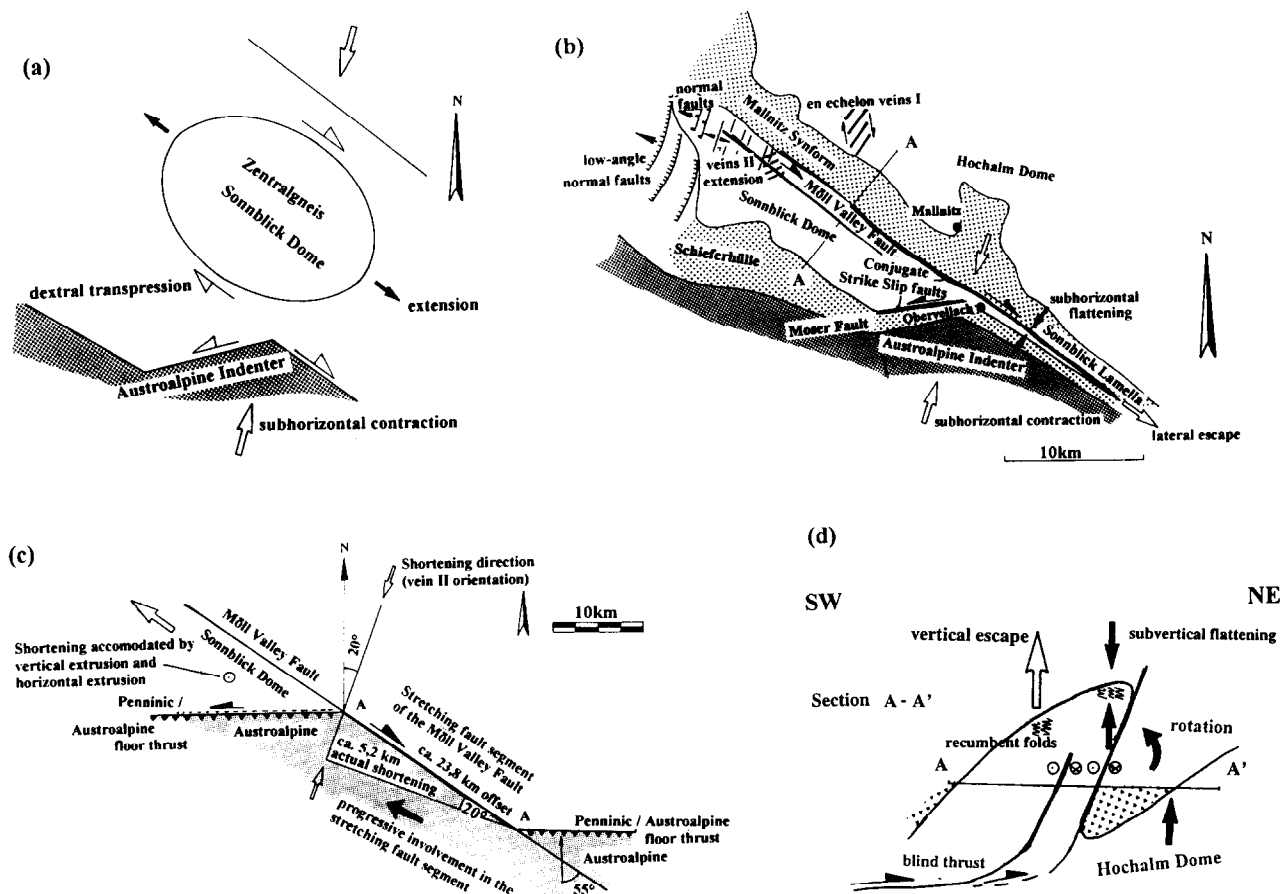 (a)
N
Zentralgneis
Sonnblick Dome
dextral transpression
extension
Austroalpine Indenter
subhorizontal contraction
(b)
normal
faults
en echelon veins I
Mallnitz Synform
A
low-angle
normal faults
veins II
extension
Hochalm Dome
Möll Valley Fault
Mallnitz
Sonnblick Dome
N
Schieferhülle
A
Conjugate
Strike Slip faults
subhorizontal
flattening
Moser Fault
Obervellach
Sonnblick Lamella
Austroalpine Indenter
subhorizontal contraction
lateral escape
10km
(c)
N
Shortening direction
(vein II orientation)
10km
20°
Möll Valley Fault
Sonnblick Dome
Shortening accomodated by
vertical extrusion and
horizontal extrusion
Penninic /
Austroalpine
floor thrust
Austroalpine
A
Stretching fault segment
of the Möll Valley Fault
ca. 23,8 km offset
ca. 5,2 km
actual shortening
20°
A
Penninic / Austroalpine
floor thrust
Austroalpine
progressive involvement in the
stretching fault segment
55°
(d)
SW
NE
vertical escape
subvertical flattening
Section A - A'
rotation
recumbent folds
A
A'
blind thrust
Hochalm Dome